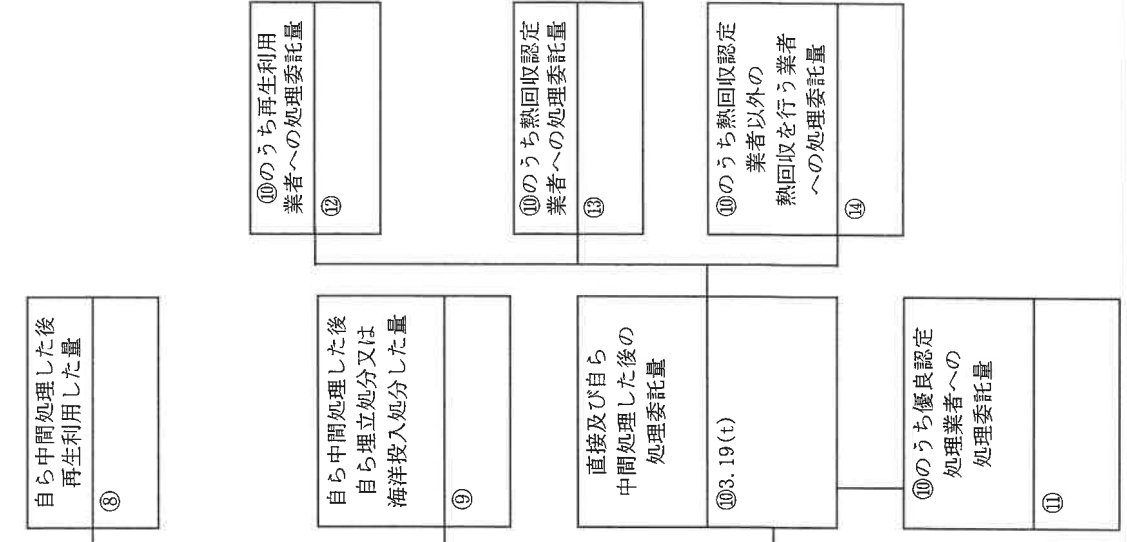 自ら中間処理した後
再生利用した量
⑧
自ら中間処理した後
自ら埋立処分又は
海洋投入処分した量
⑨
直接及び自ら
中間処理した後の
処理委託量
⑩3.19(t)
⑩のうち優良認定
処理業者への
処理委託量
⑪
⑩のうち再生利用
業者への処理委託量
⑫
⑩のうち熱回収認定
業者への処理委託量
⑬
⑩のうち熱回収認定
業者以外の
熱回収を行う業者
への処理委託量
⑭